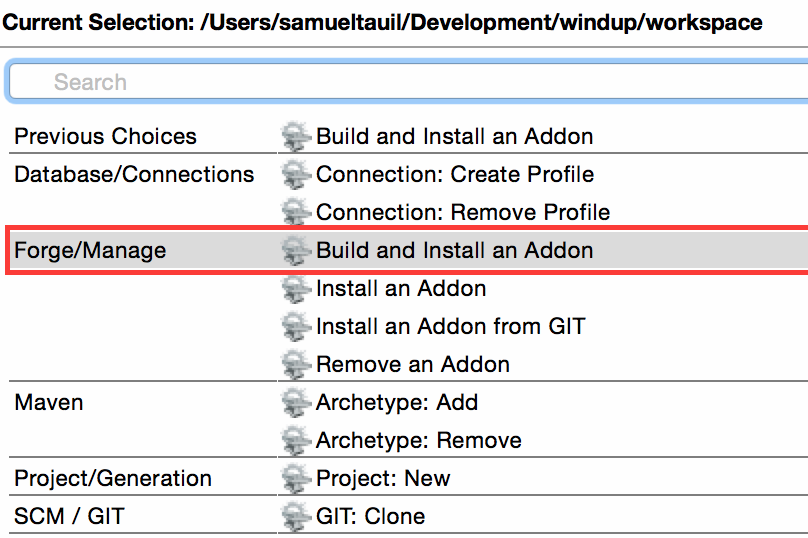 Current Selection: /Users/samueltauil/Development/windup/workspace
Search
Previous Choices Build and Install an Addon
Database/Connections Connection: Create Profile
Connection: Remove Profile
Forge/Manage Build and Install an Addon
Install an Addon
Install an Addon from GIT
Remove an Addon
Maven Archetype: Add
Archetype: Remove
Project/Generation Project: New
SCM / GIT GIT: Clone